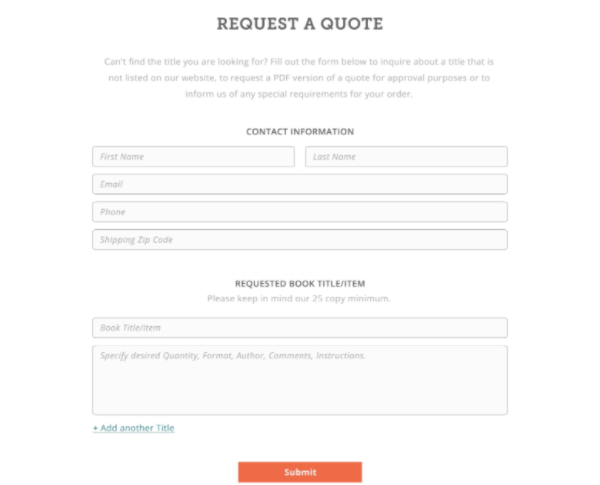 REQUEST A QUOTE
Can't find the title you are looking for? Fill out the form below to inquire about a title that is
not listed on our website, to request a PDF version of a quote for approval purposes or to
inform us of any special requirements for your order.
CONTACT INFORMATION
First Name
Last Name
Email
Phone
Shipping Zip Code
REQUESTED BOOK TITLE/ITEM
Please keep in mind our 25 copy minimum.
Book Title/Item
Specify desired Quantity, Format, Author, Comments, Instructions.
+ Add another Title
Submit